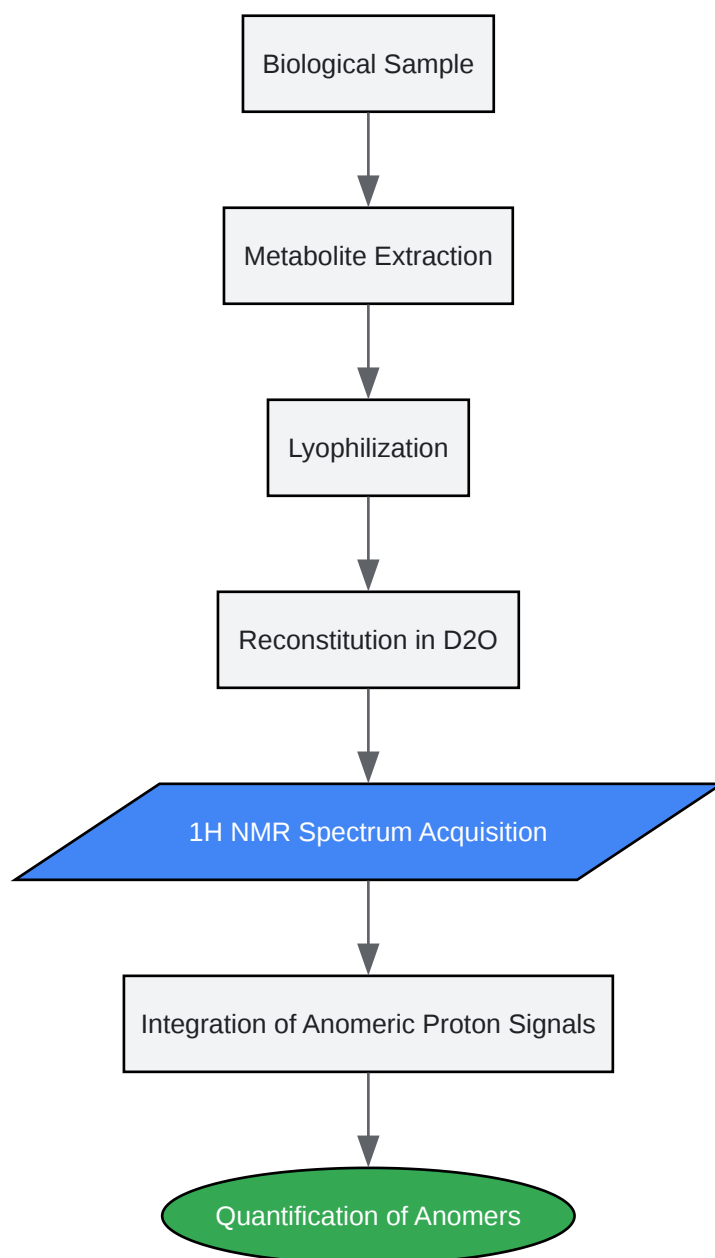 Biological Sample
Metabolite Extraction
Lyophilization
Reconstitution in D2O
1H NMR Spectrum Acquisition
Integration of Anomeric Proton Signals
Quantification of Anomers